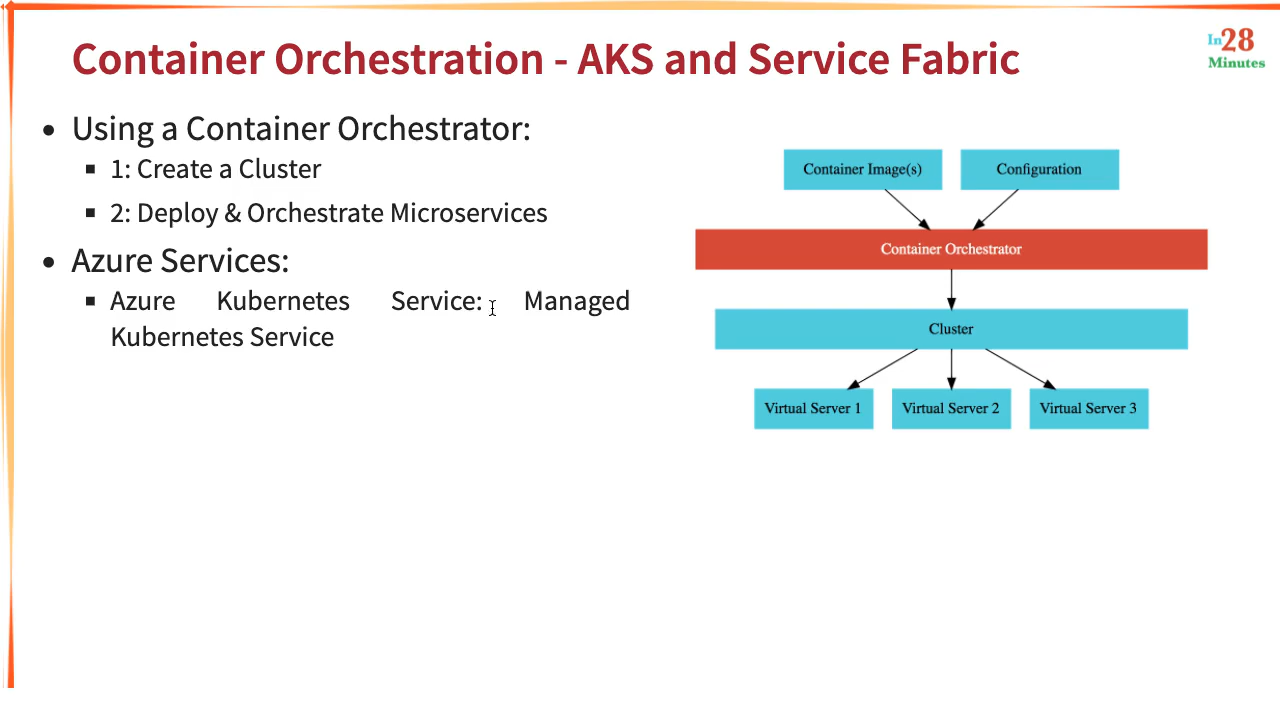 Container Orchestration - AKS and Service Fabric
In28
Minutes
Using a Container Orchestrator:
1: Create a Cluster
2: Deploy & Orchestrate Microservices
Azure Services:
Azure Kubernetes Service: Managed
Kubernetes Service
Container Image(s)
Configuration
Container Orchestrator
Cluster
Virtual Server 1
Virtual Server 2
Virtual Server 3